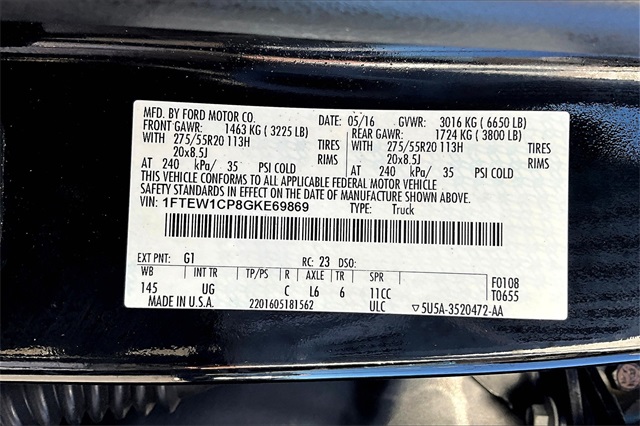 MFD. BY FORD MOTOR CO. DATE: 05/16 GVWR: 3016 KG ( 6650 LB)
FRONT GAWR: 1463 KG ( 3225 LB) REAR GAWR: 1724 KG ( 3800 LB)
WITH 275/55R20 113H TIRES WITH 275/55R20 113H TIRES
20x8.5J RIMS 20x8.5J RIMS
AT 240 kPa/ 35 PSI COLD AT 240 kPa/ 35 PSI COLD
THIS VEHICLE CONFORMS TO ALL APPLICABLE FEDERAL MOTOR VEHICLE
SAFETY STANDARDS IN EFFECT ON THE DATE OF MANUFACTURE SHOWN ABOVE.
VIN: 1FTEW1CP8GKE69869 TYPE: Truck
EXT PNT: G1 RC: 23 DSO:
WB INT TR TP/PS R AXLE TR SPR F0108
145 UG C L6 6 11CC T0655
MADE IN U.S.A. 2201605181562 ULC ▽5U5A-3520472-AA